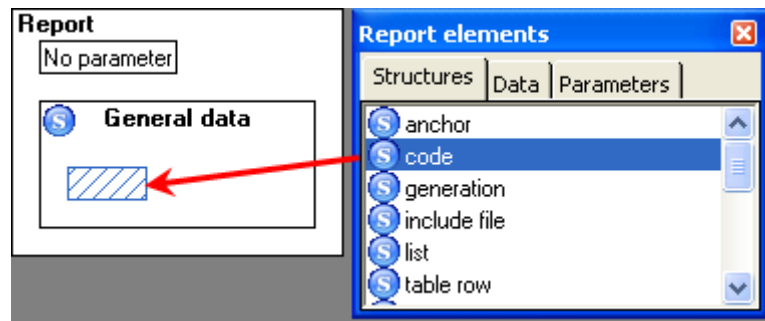 Report
No parameter
S General data
Report elements
Structures Data Parameters
S anchor
S code
S generation
S include file
S list
S table row